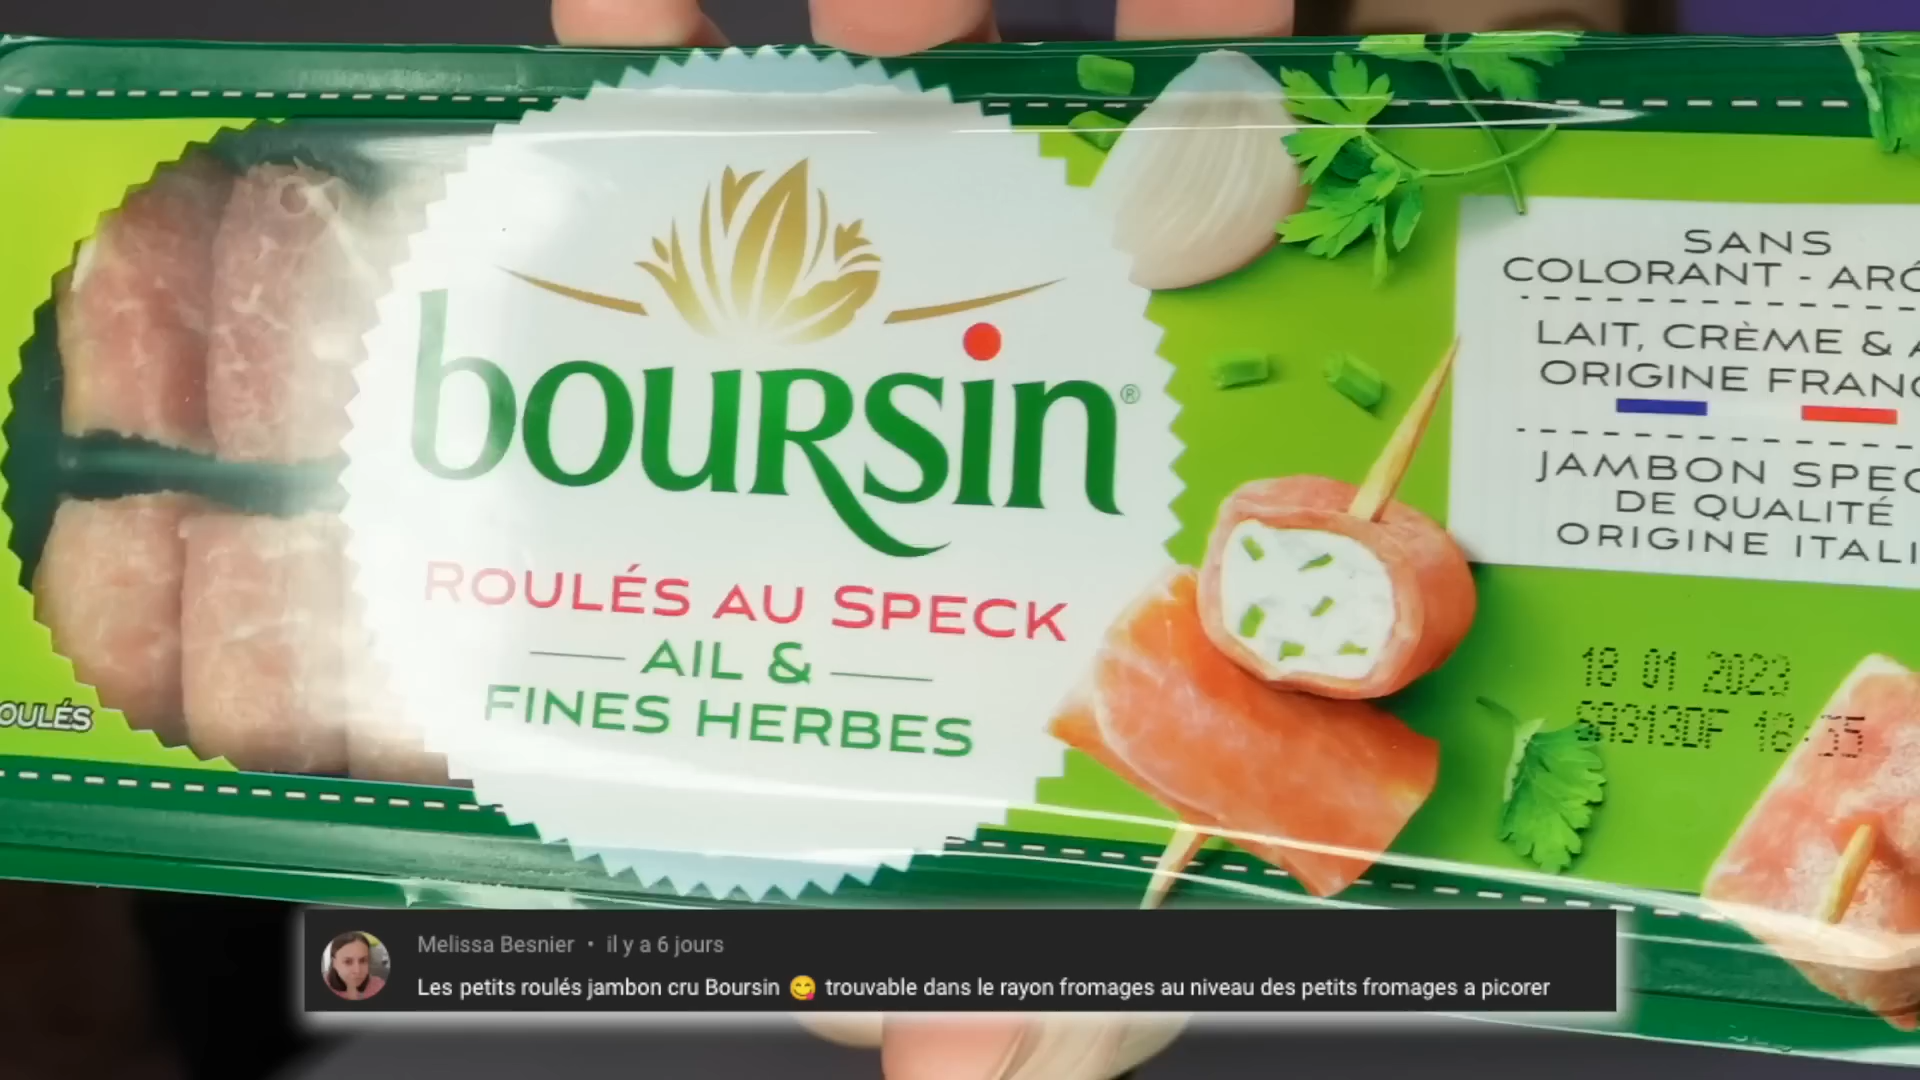 boursin®
ROULÉS AU SPECK
AIL &
FINES HERBES
SANS
COLORANT - ARÔ
LAIT, CRÈME & A
ORIGINE FRANC
JAMBON SPEC
DE QUALITÉ
ORIGINE ITALI
18 01 2023
OULÉS
Melissa Besnier • il y a 6 jours
Les petits roulés jambon cru Boursin 😋 trouvable dans le rayon fromages au niveau des petits fromages a picorer